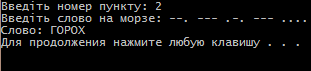 Введіть номер пункту: 2
Введіть слово на морзе: --. --- .-. --- ....
Слово: ГОРОХ
Для продолжения нажмите любую клавишу . . .